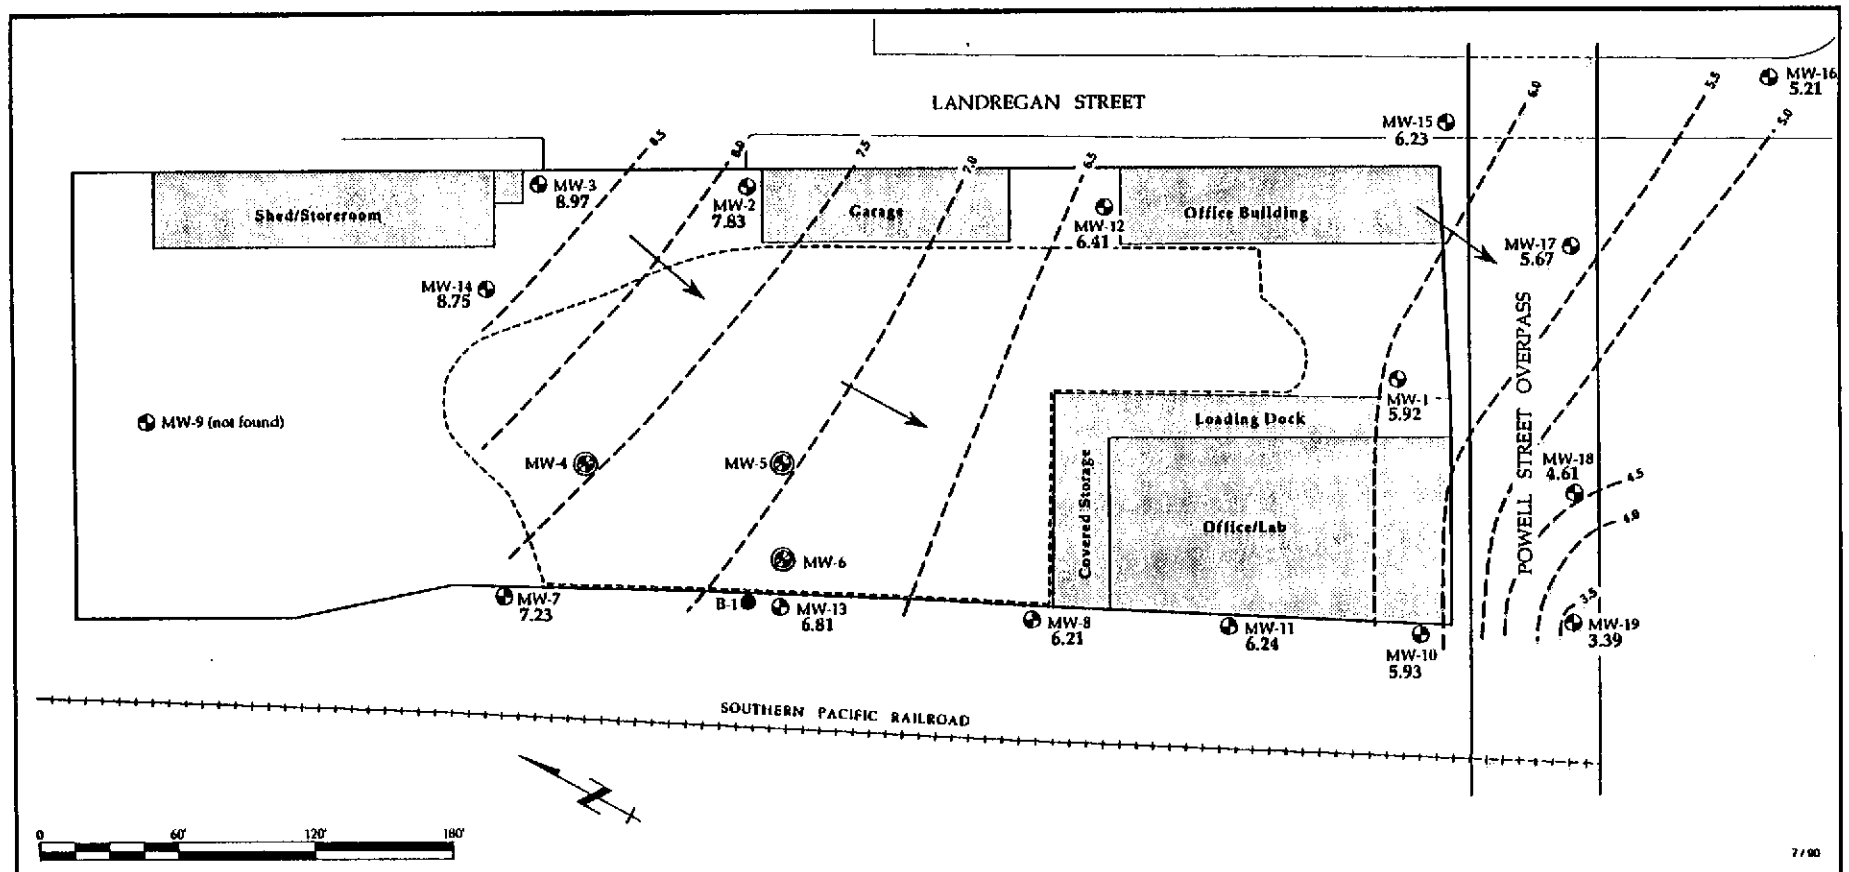 LANDREGAN STREET
MW-16
5.21
MW-15
6.23
8.5
8.0
7.5
7.0
6.5
6.0
5.5
5.0
MW-3
8.97
MW-2
7.83
Shed/Storeroom
Garage
MW-12
6.41
Office Building
MW-17
5.67
MW-14
8.75
POWELL STREET OVERPASS
MW-1
5.92
Loading Dock
MW-9 (not found)
MW-4
MW-5
MW-18
4.61
4.5
4.0
3.5
Covered Storage
Office/Lab
MW-6
B-1
MW-7
7.23
MW-13
6.81
MW-8
6.21
MW-11
6.24
MW-10
5.93
MW-19
3.39
SOUTHERN PACIFIC RAILROAD
Z
0 60' 120' 180'
7/90